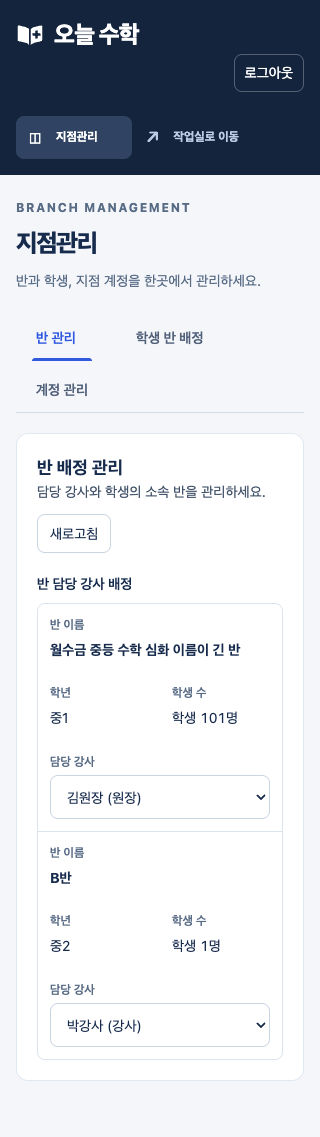 오늘 수학
로그아웃
지점관리
작업실로 이동
BRANCH MANAGEMENT
지점관리
반과 학생, 지점 계정을 한곳에서 관리하세요.
반 관리
학생 반 배정
계정 관리
반 배정 관리
담당 강사와 학생의 소속 반을 관리하세요.
새로고침
반 담당 강사 배정
반 이름
월수금 중등 수학 심화 이름이 긴 반
학년
학생 수
중1
학생 101명
담당 강사
김원장 (원장)
반 이름
B반
학년
학생 수
중2
학생 1명
담당 강사
박강사 (강사)